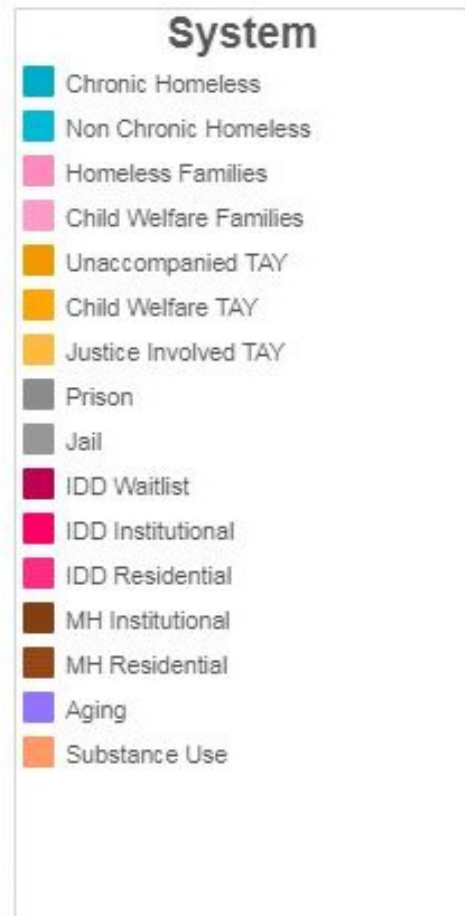 System
Chronic Homeless
Non Chronic Homeless
Homeless Families
Child Welfare Families
Unaccompanied TAY
Child Welfare TAY
Justice Involved TAY
Prison
Jail
IDD Waitlist
IDD Institutional
IDD Residential
MH Institutional
MH Residential
Aging
Substance Use